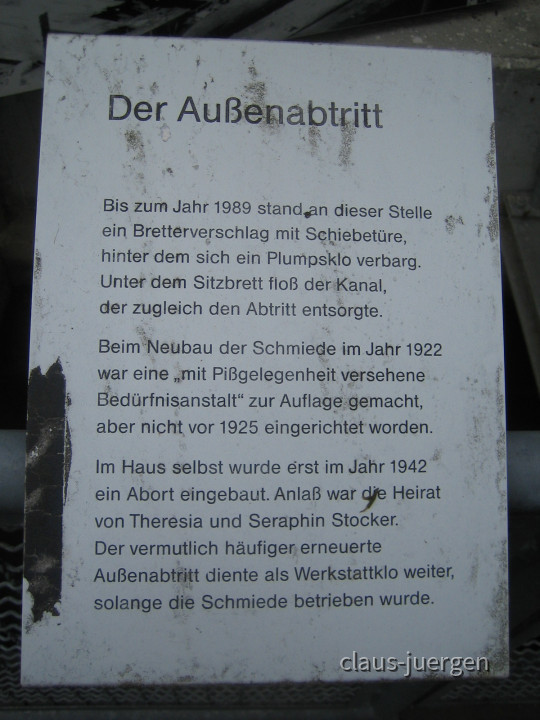 Der Außenabtritt
Bis zum Jahr 1989 stand an dieser Stelle
ein Bretterverschlag mit Schiebetüre,
hinter dem sich ein Plumpsklo verbarg.
Unter dem Sitzbrett floß der Kanal,
der zugleich den Abtritt entsorgte.
Beim Neubau der Schmiede im Jahr 1922
war eine „mit Pißgelegenheit versehene
Bedürfnisanstalt“ zur Auflage gemacht,
aber nicht vor 1925 eingerichtet worden.
Im Haus selbst wurde erst im Jahr 1942
ein Abort eingebaut. Anlaß war die Heirat
von Theresia und Seraphin Stocker.
Der vermutlich häufiger erneuerte
Außenabtritt diente als Werkstattklo weiter,
solange die Schmiede betrieben wurde.
claus-juergen